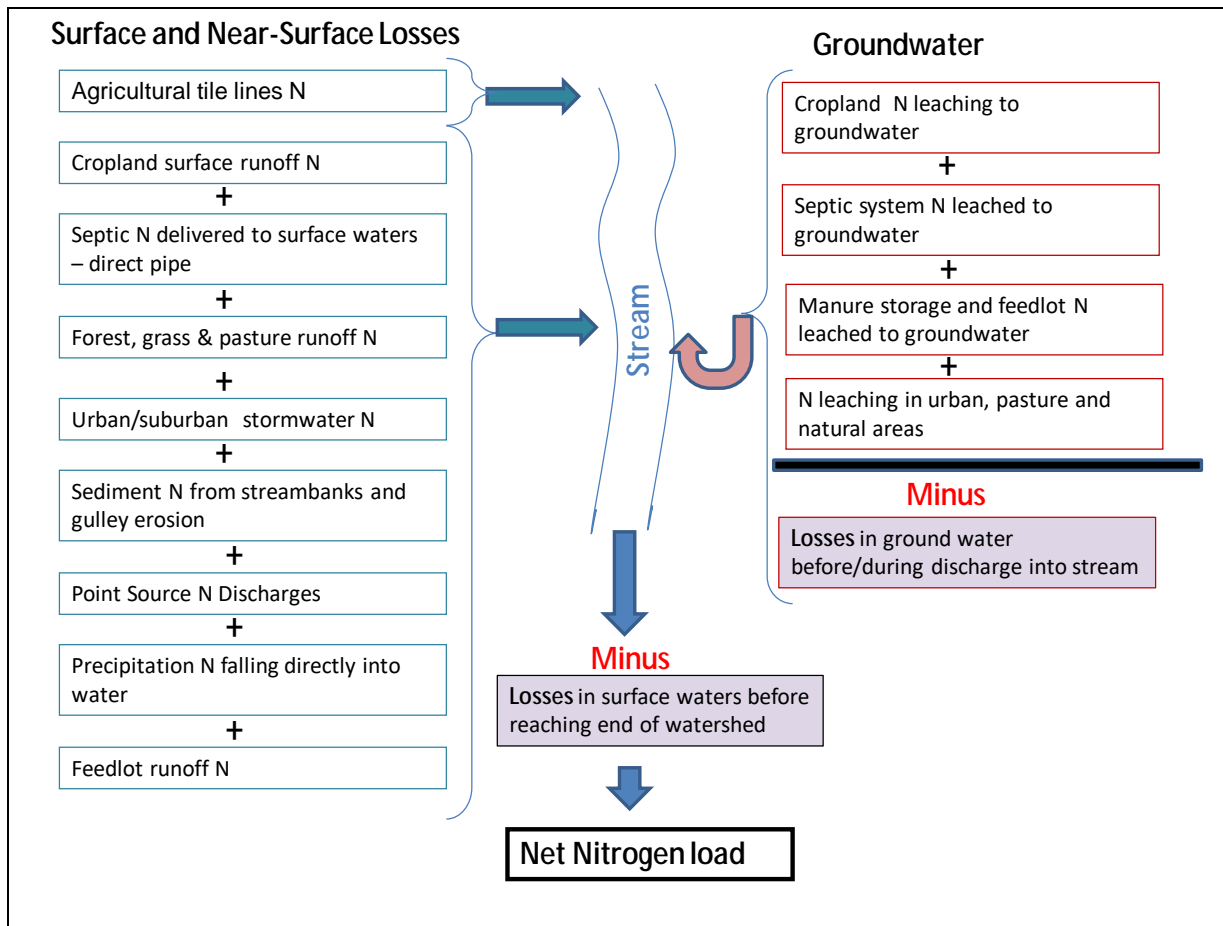 Surface and Near-Surface Losses
Agricultural tile lines N
Cropland surface runoff N
+
Septic N delivered to surface waters
– direct pipe
+
Forest, grass & pasture runoff N
+
Urban/suburban stormwater N
+
Sediment N from streambanks and
gulley erosion
+
Point Source N Discharges
+
Precipitation N falling directly into
water
+
Feedlot runoff N
Stream
Minus
Losses in surface waters before
reaching end of watershed
Net Nitrogen load
Groundwater
Cropland N leaching to
groundwater
+
Septic system N leached to
groundwater
+
Manure storage and feedlot N
leached to groundwater
+
N leaching in urban, pasture and
natural areas
Minus
Losses in ground water
before/during discharge into stream